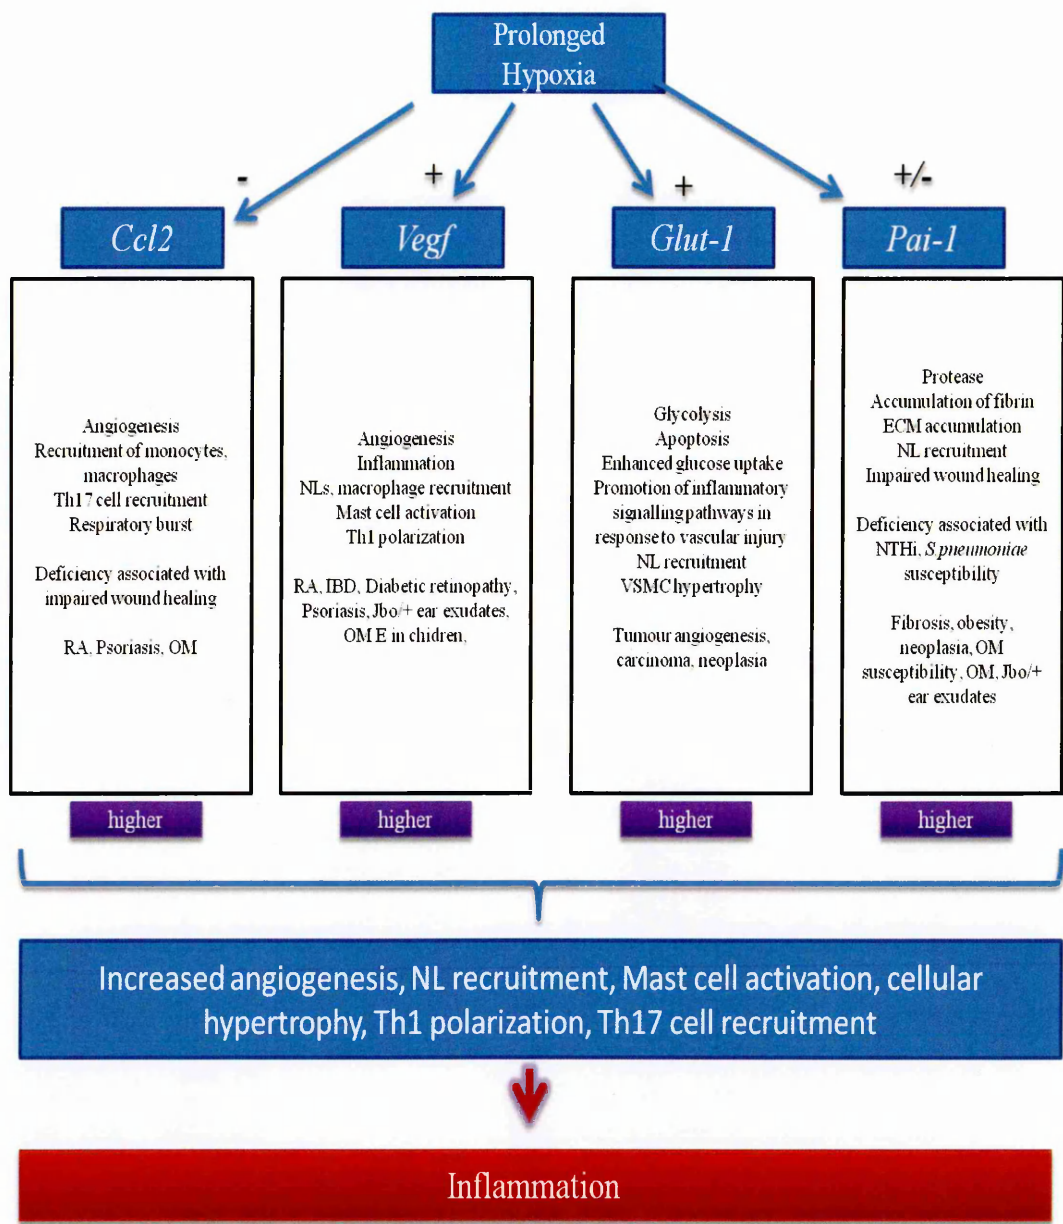 Prolonged
Hypoxia
-
+
+
+/-
Ccl2
Vegf
Glut-1
Pai-1
Angiogenesis
Recruitment of monocytes,
macrophages
Th17 cell recruitment
Respiratory burst
Deficiency associated with
impaired wound healing
RA, Psoriasis, OM
Angiogenesis
Inflammation
NLs, macrophage recruitment
Mast cell activation
Th1 polarization
RA, IBD, Diabetic retinopathy,
Psoriasis, Jbo/+ ear exudates,
OM E in chidren,
Glycolysis
Apoptosis
Enhanced glucose uptake
Promotion of inflammatory
signalling pathways in
response to vascular injury
NL recruitment
VSMC hypertrophy
Tumour angiogenesis,
carcinoma, neoplasia
Protease
Accumulation of fibrin
ECM accumulation
NL recruitment
Impaired wound healing
Deficiency associated with
NTHi, S.pneumoniae
susceptibility
Fibrosis, obesity,
neoplasia, OM
susceptibility, OM, Jbo/+
ear exudates
higher
higher
higher
higher
Increased angiogenesis, NL recruitment, Mast cell activation, cellular
hypertrophy, Th1 polarization, Th17 cell recruitment
Inflammation